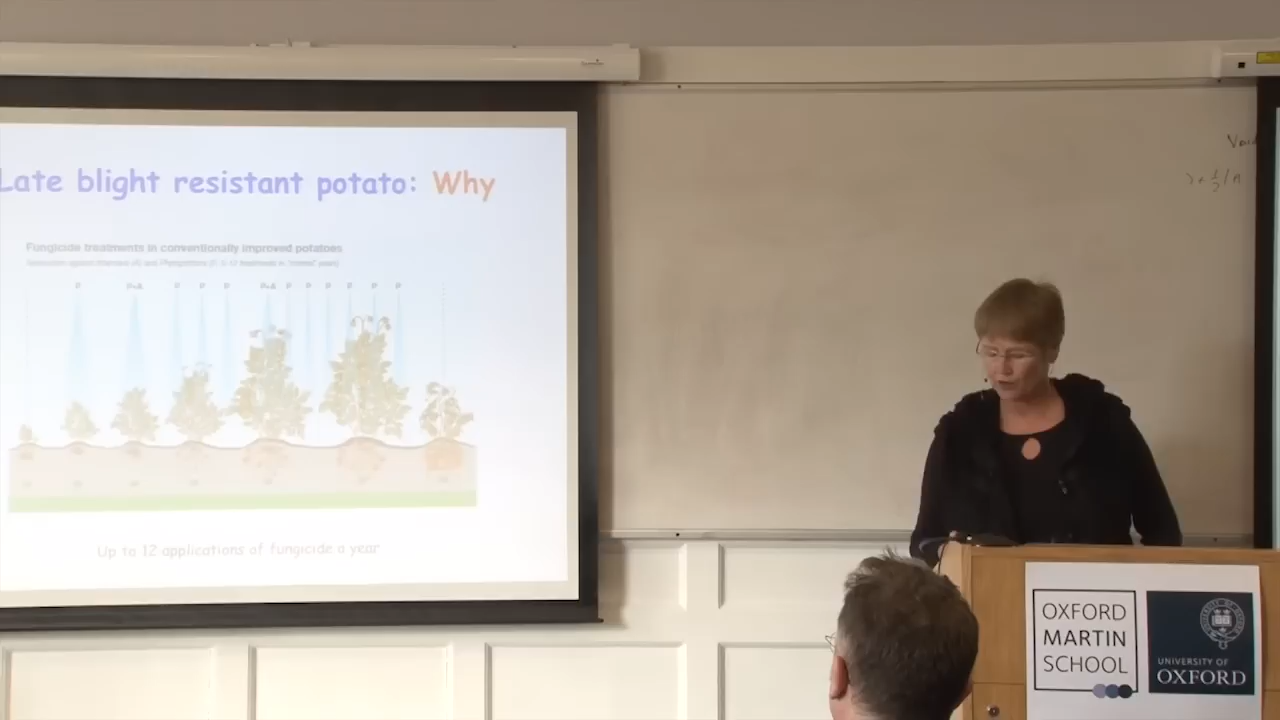 Late blight resistant potato: Why
Fungicide treatments in conventionally improved potatoes
P P+A P P P P+A P P P P P P
Up to 12 applications of fungicide a year
OXFORD
MARTIN
SCHOOL
UNIVERSITY OF
OXFORD